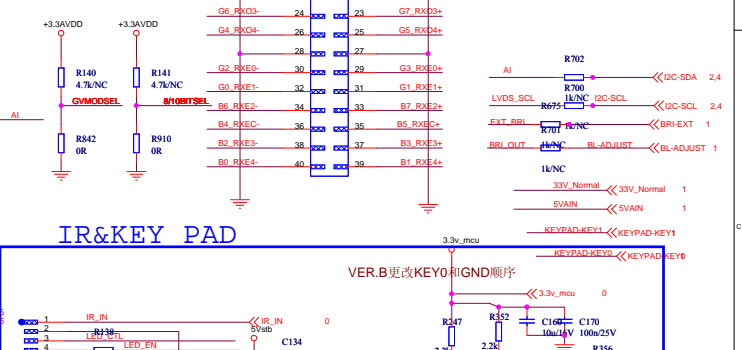 G6_RXO3- 24 23 G7_RXO3+
+3.3AVDD +3.3AVDD
G4_RXO4- 26 25 G5_RXO4+
28 27
R702
G2_RXE0- 30 29 G3_RXE0+
AI I2C-SDA 2,4
R140 R141
4.7k/NC 4.7k/NC
R700
G0_RXE1- 32 31 G1_RXE1+
1k/NC
LVDS_SCL I2C-SCL
GVMODSEL 8/10BITSEL
R675 I2C-SCL 2,4
B6_RXE2- 34 33 B7_RXE2+
AI
EXT_BRI 1k/NC BRI-EXT 1
B4_RXEC- 36 35 B5_RXEC+
R701
R842 R910
0R 0R
B2_RXE3- 38 37 B3_RXE3+
BRI_OUT 1k/NC BL-ADJUST BL-ADJUST 1
B0_RXE4- 40 39 B1_RXE4+
1k/NC
33V_Normal 33V_Normal 1
5VAIN 5VAIN 1
IR&KEY PAD
KEYPAD-KEY1 KEYPAD-KEY1 1
3.3v_mcu
KEYPAD-KEY0 KEYPAD-KEY0 1
C
VER.B更改KEY0和GND顺序
3.3v_mcu 0
1 IR_IN IR_IN 0
R247 R352 C169 C170
2 R138 5Vstb
10u/16V 100n/25V
3 LED_CTL C134
4 LED_EN 2.2k 2.2k R356